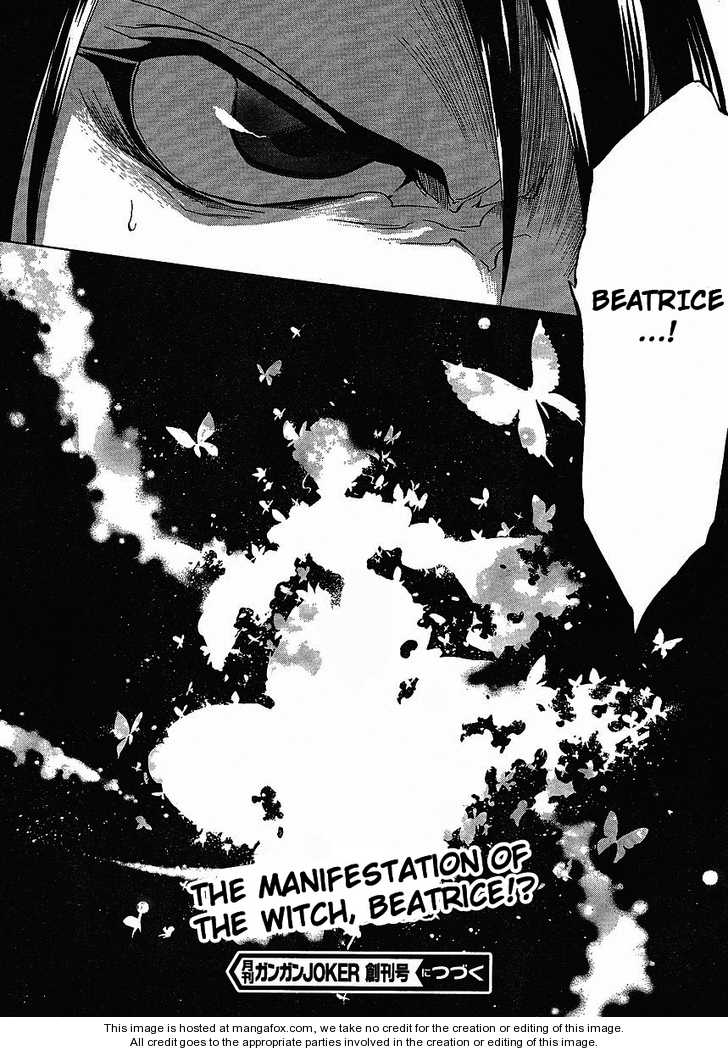 BEATRICE
...!
THE MANIFESTATION OF
THE WITCH, BEATRICE!?
月刊ガンガンJOKER 創刊号 につづく
This image is hosted at mangafox.com, we take no credit for the creation or editing of this image.
All credit goes to the appropriate parties involved in the creation or editing of this image.